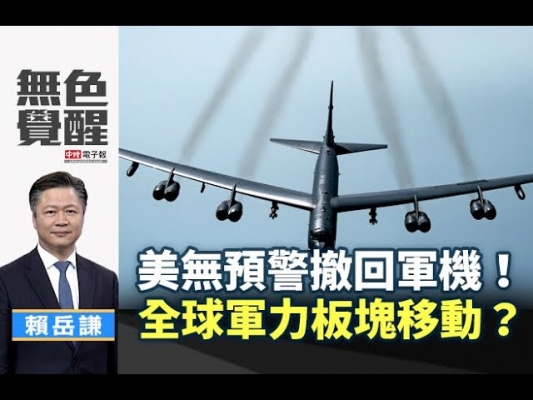 無色
覺醒
中時電子報
賴岳謙
美無預警撤回軍機！
全球軍力板塊移動？